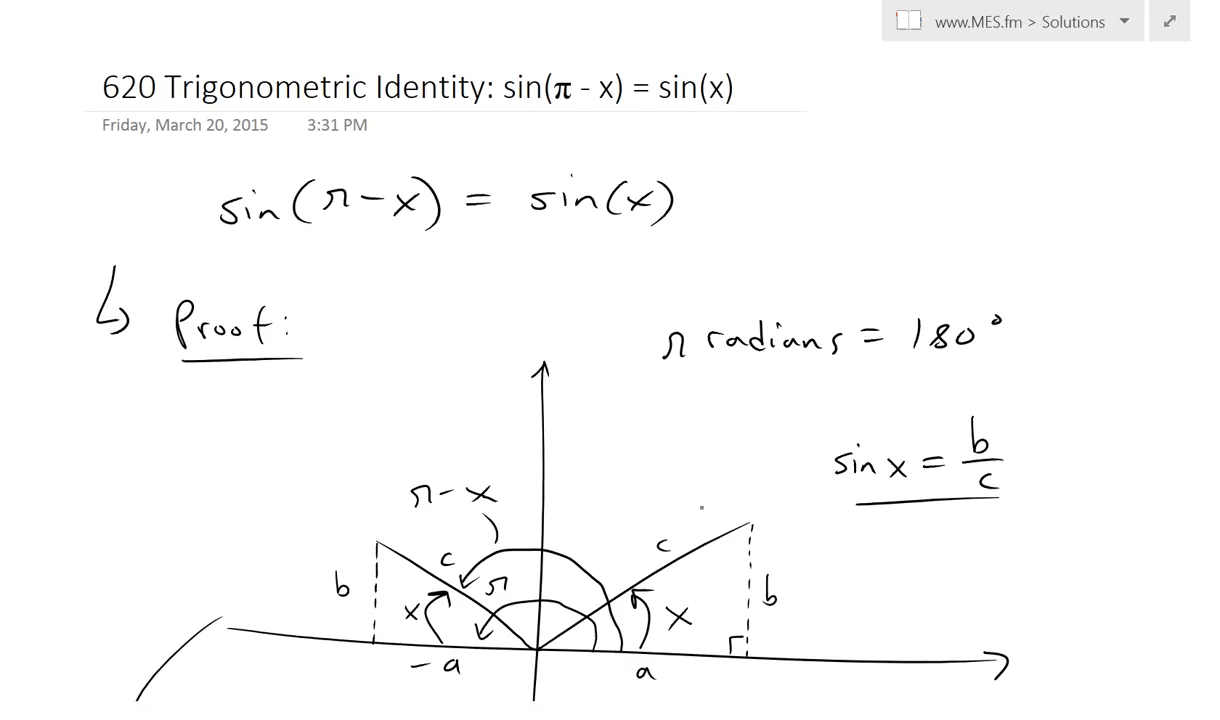 www.MES.fm > Solutions
620 Trigonometric Identity: sin(π - x) = sin(x)
Friday, March 20, 2015 3:31 PM
sin(π-x) = sin(x)
Proof:
π radians = 180°
sin x = b/c
π-x
c
c
b
π
x
x
b
-a
a